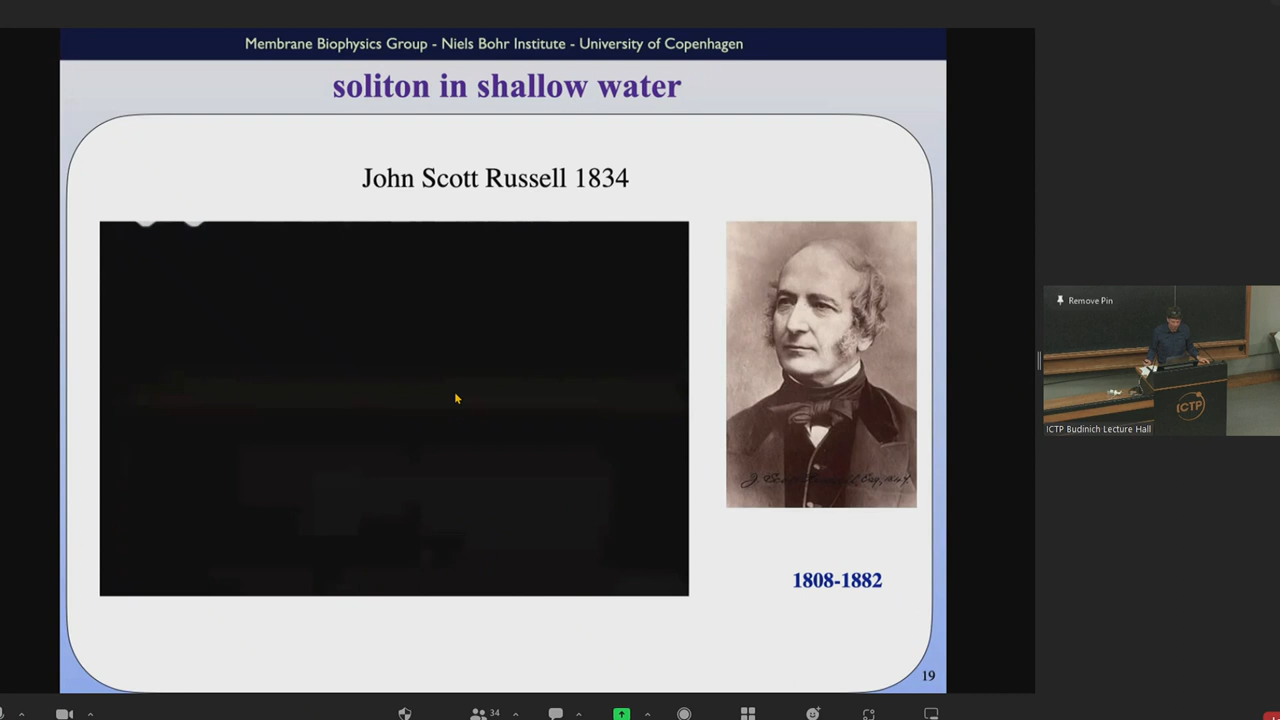 Membrane Biophysics Group - Niels Bohr Institute - University of Copenhagen
soliton in shallow water
John Scott Russell 1834
1808-1882
19
Remove Pin
ICTP
ICTP Budinich Lecture Hall
34